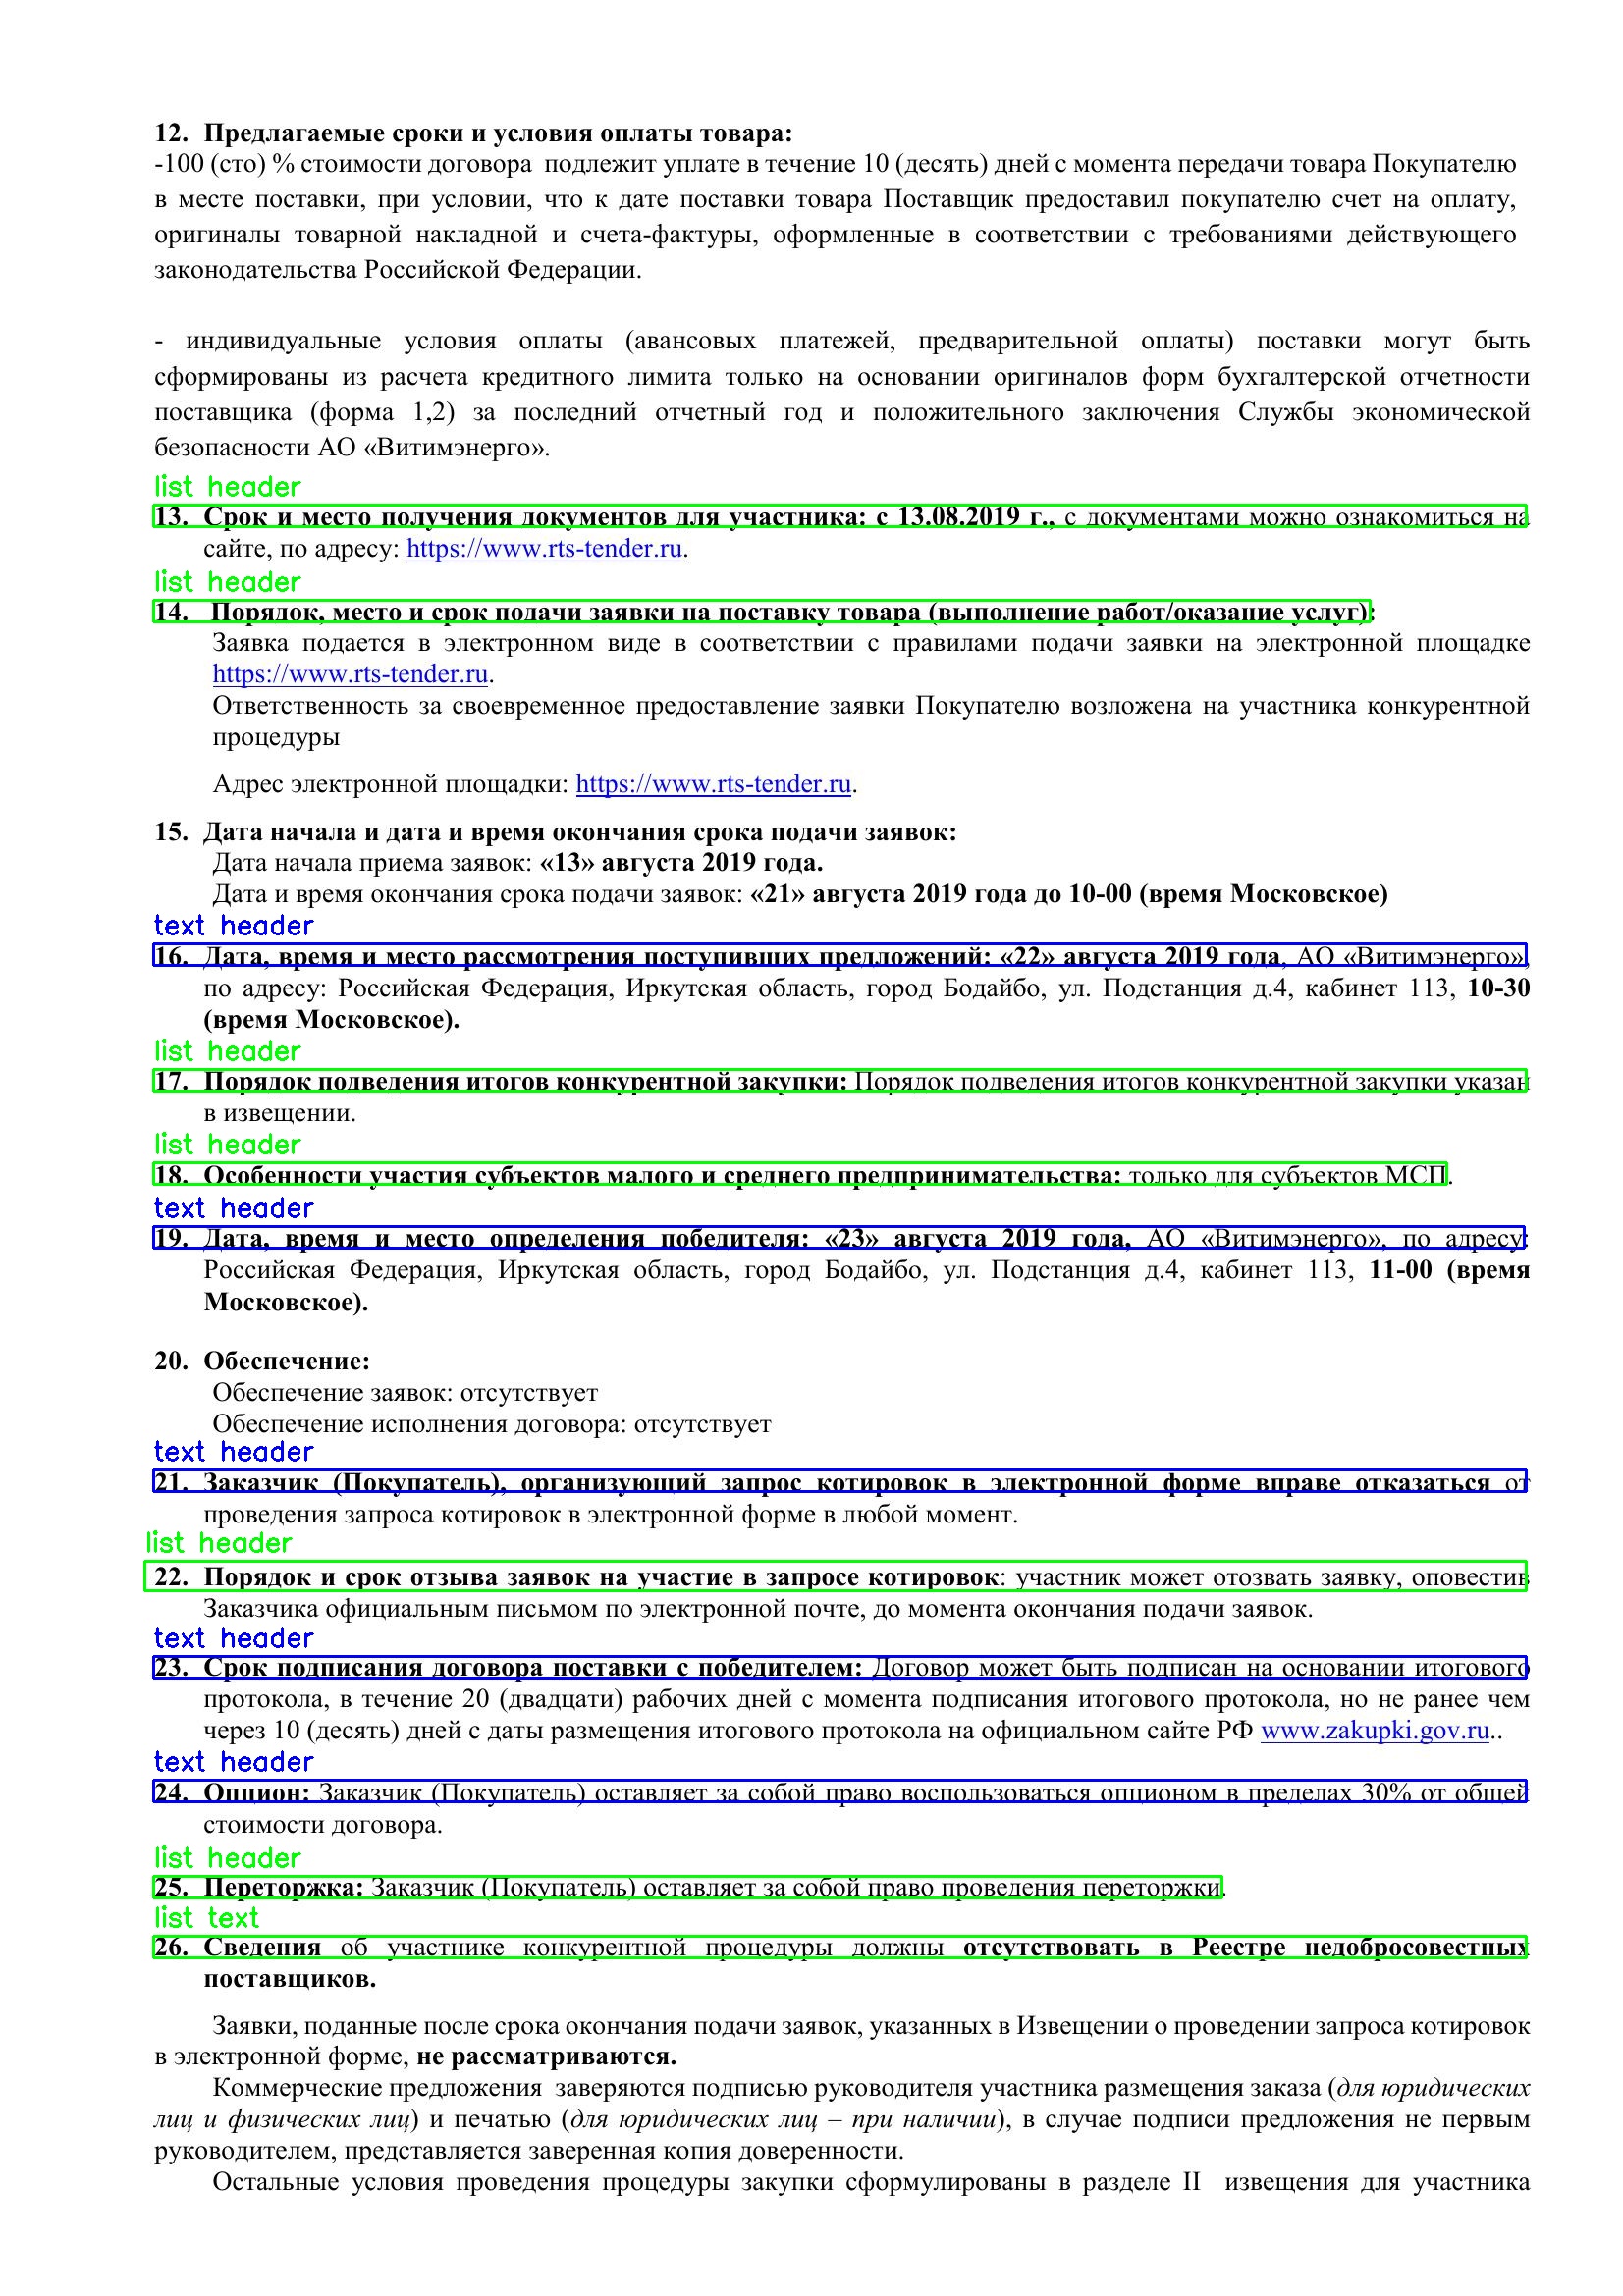 12. Предлагаемые сроки и условия оплаты товара:
-100 (сто) % стоимости договора подлежит уплате в течение 10 (десять) дней с момента передачи товара Покупателю
в месте поставки, при условии, что к дате поставки товара Поставщик предоставил покупателю счет на оплату,
оригиналы товарной накладной и счета-фактуры, оформленные в соответствии с требованиями действующего
законодательства Российской Федерации.
- индивидуальные условия оплаты (авансовых платежей, предварительной оплаты) поставки могут быть
сформированы из расчета кредитного лимита только на основании оригиналов форм бухгалтерской отчетности
поставщика (форма 1,2) за последний отчетный год и положительного заключения Службы экономической
безопасности АО «Витимэнерго».
list header
13. Срок и место получения документов для участника: с 13.08.2019 г., с документами можно ознакомиться на
сайте, по адресу: https://www.rts-tender.ru.
list header
14. Порядок, место и срок подачи заявки на поставку товара (выполнение работ/оказание услуг):
Заявка подается в электронном виде в соответствии с правилами подачи заявки на электронной площадке
https://www.rts-tender.ru.
Ответственность за своевременное предоставление заявки Покупателю возложена на участника конкурентной
процедуры
Адрес электронной площадки: https://www.rts-tender.ru.
15. Дата начала и дата и время окончания срока подачи заявок:
Дата начала приема заявок: «13» августа 2019 года.
Дата и время окончания срока подачи заявок: «21» августа 2019 года до 10-00 (время Московское)
text header
16. Дата, время и место рассмотрения поступивших предложений: «22» августа 2019 года, АО «Витимэнерго»,
по адресу: Российская Федерация, Иркутская область, город Бодайбо, ул. Подстанция д.4, кабинет 113, 10-30
(время Московское).
list header
17. Порядок подведения итогов конкурентной закупки: Порядок подведения итогов конкурентной закупки указан
в извещении.
list header
18. Особенности участия субъектов малого и среднего предпринимательства: только для субъектов МСП.
text header
19. Дата, время и место определения победителя: «23» августа 2019 года, АО «Витимэнерго», по адресу:
Российская Федерация, Иркутская область, город Бодайбо, ул. Подстанция д.4, кабинет 113, 11-00 (время
Московское).
20. Обеспечение:
Обеспечение заявок: отсутствует
Обеспечение исполнения договора: отсутствует
text header
21. Заказчик (Покупатель), организующий запрос котировок в электронной форме вправе отказаться от
проведения запроса котировок в электронной форме в любой момент.
list header
22. Порядок и срок отзыва заявок на участие в запросе котировок: участник может отозвать заявку, оповестив
Заказчика официальным письмом по электронной почте, до момента окончания подачи заявок.
text header
23. Срок подписания договора поставки с победителем: Договор может быть подписан на основании итогового
протокола, в течение 20 (двадцати) рабочих дней с момента подписания итогового протокола, но не ранее чем
через 10 (десять) дней с даты размещения итогового протокола на официальном сайте РФ www.zakupki.gov.ru..
text header
24. Опцион: Заказчик (Покупатель) оставляет за собой право воспользоваться опционом в пределах 30% от общей
стоимости договора.
list header
25. Переторжка: Заказчик (Покупатель) оставляет за собой право проведения переторжки.
list text
26. Сведения об участнике конкурентной процедуры должны отсутствовать в Реестре недобросовестных
поставщиков.
Заявки, поданные после срока окончания подачи заявок, указанных в Извещении о проведении запроса котировок
в электронной форме, не рассматриваются.
Коммерческие предложения заверяются подписью руководителя участника размещения заказа (для юридических
лиц и физических лиц) и печатью (для юридических лиц – при наличии), в случае подписи предложения не первым
руководителем, представляется заверенная копия доверенности.
Остальные условия проведения процедуры закупки сформулированы в разделе II извещения для участника